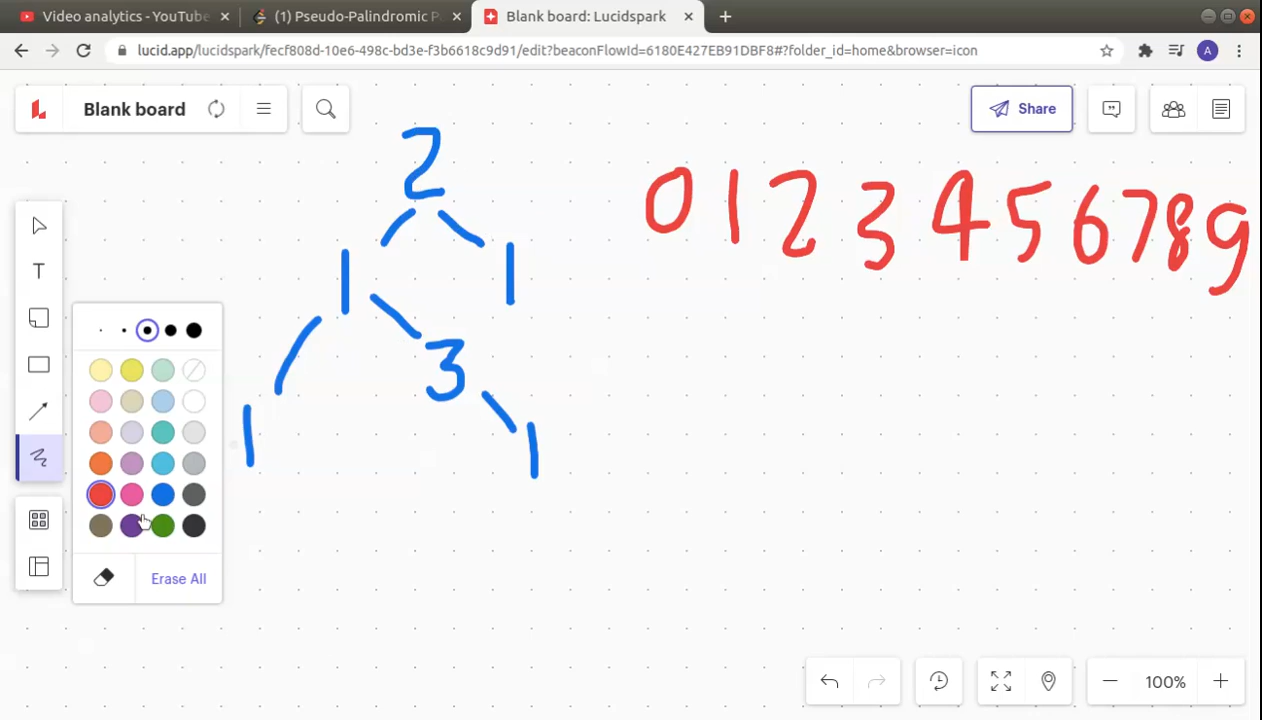 Video analytics - YouTube
(1) Pseudo-Palindromic P
Blank board: Lucidspark
lucid.app/lucidspark/fecf808d-10e6-498c-bd3e-f3b6618c9d91/edit?beaconFlowId=6180E427EB91DBF8#?folder_id=home&browser=icon
A
Blank board
Share
2
0 1 2 3 4 5 6 7 8 9
1 1
T
3
1 1
Erase All
100%